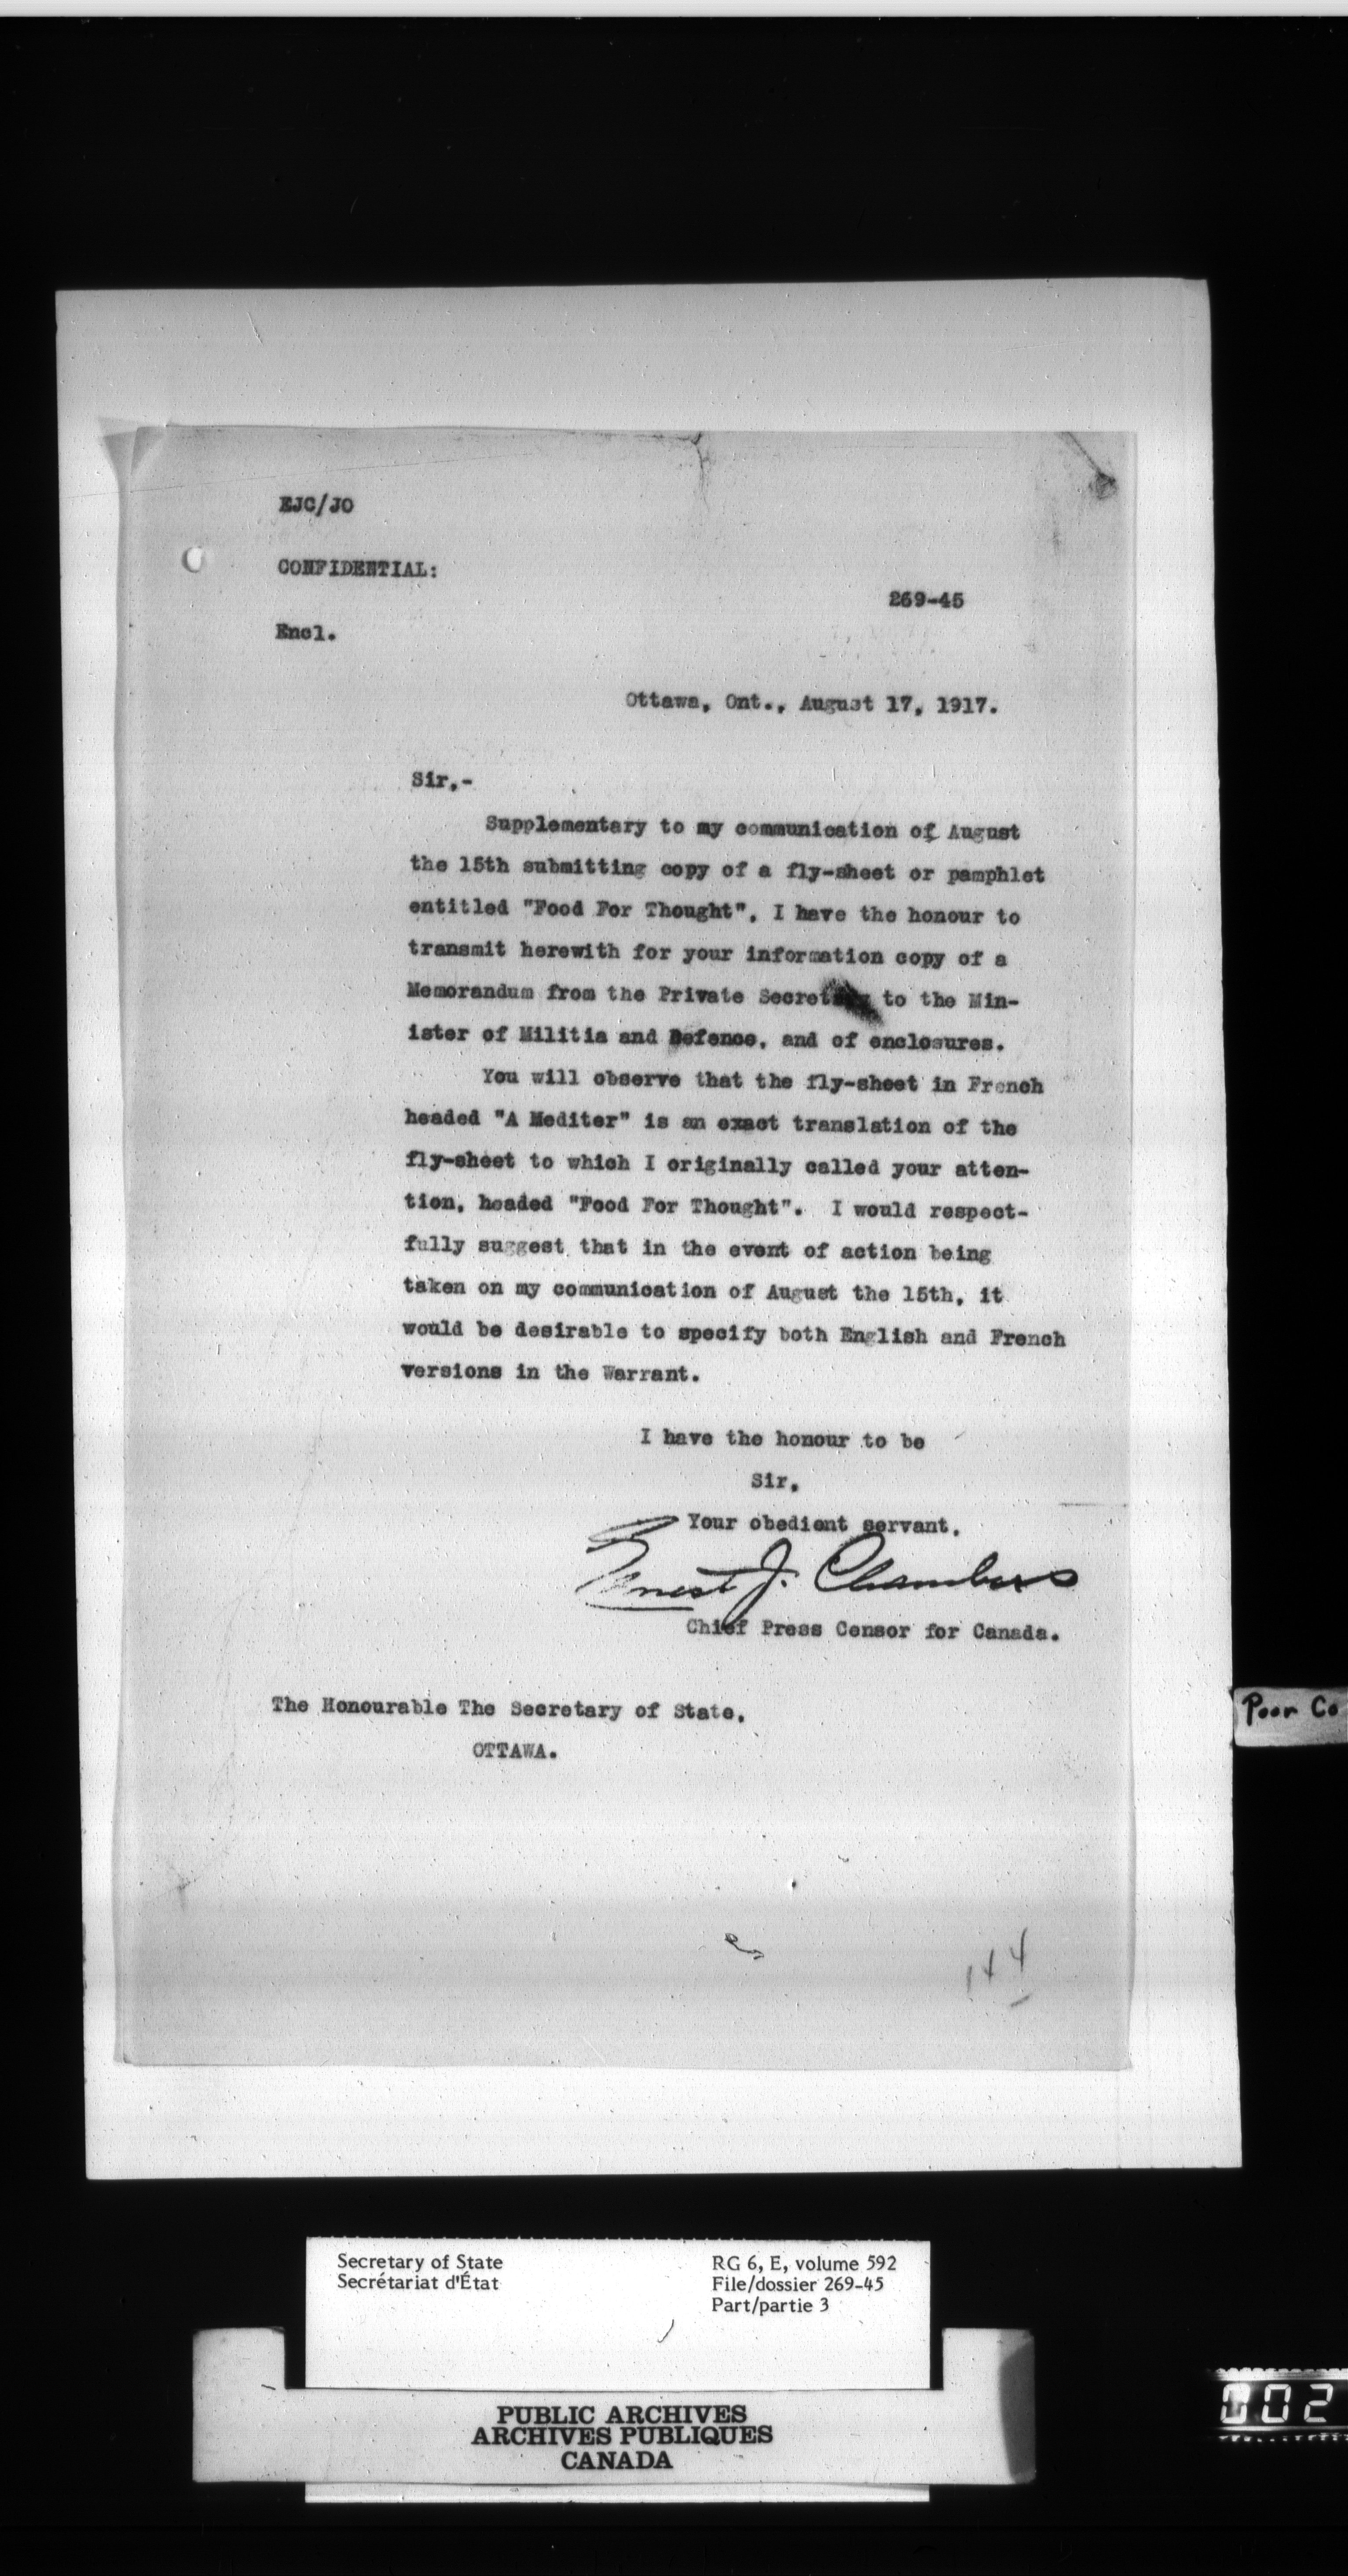 EJC/JO
CONFIDENTIAL:
269-45
Encl.
Ottawa, Ont., August 17, 1917.
Sir,-
Supplementary to my communication of August
the 15th submitting copy of a fly-sheet or pamphlet
entitled "Food For Thought", I have the honour to
transmit herewith for your information copy of a
Memorandum from the Private Secretary to the Min-
ister of Militia and Defence, and of enclosures.
You will observe that the fly-sheet in French
headed "A Mediter" is an exact translation of the
fly-sheet to which I originally called your atten-
tion, headed "Food For Thought". I would respect-
fully suggest that in the event of action being
taken on my communication of August the 15th, it
would be desirable to specify both English and French
versions in the Warrant.
I have the honour to be
Sir,
Your obedient servant,
Ernest J. Chambers
Chief Press Censor for Canada.
The Honourable The Secretary of State,
OTTAWA.
Poor Co
144
Secretary of State
Secrétariat d'État
RG 6, E, volume 592
File/dossier 269-45
Part/partie 3
PUBLIC ARCHIVES
ARCHIVES PUBLIQUES
CANADA
002